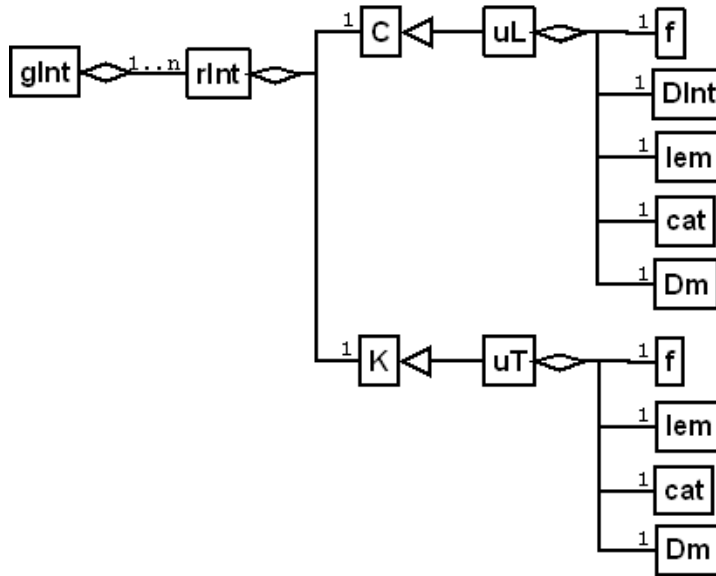 1 C uL 1 f
gInt 1..n rInt
1 DInt
1 lem
1 cat
1 Dm
1 K uT 1 f
1 lem
1 cat
1 Dm